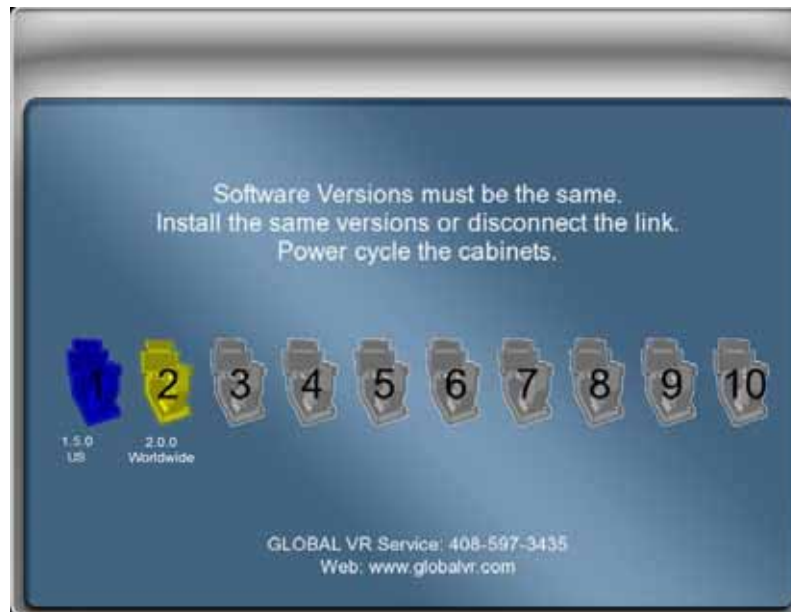 Software Versions must be the same.
Install the same versions or disconnect the link.
Power cycle the cabinets.
1 2 3 4 5 6 7 8 9 10
1.5.0 2.0.0
US Worldwide
GLOBAL VR Service: 408-597-3435
Web: www.globalvr.com